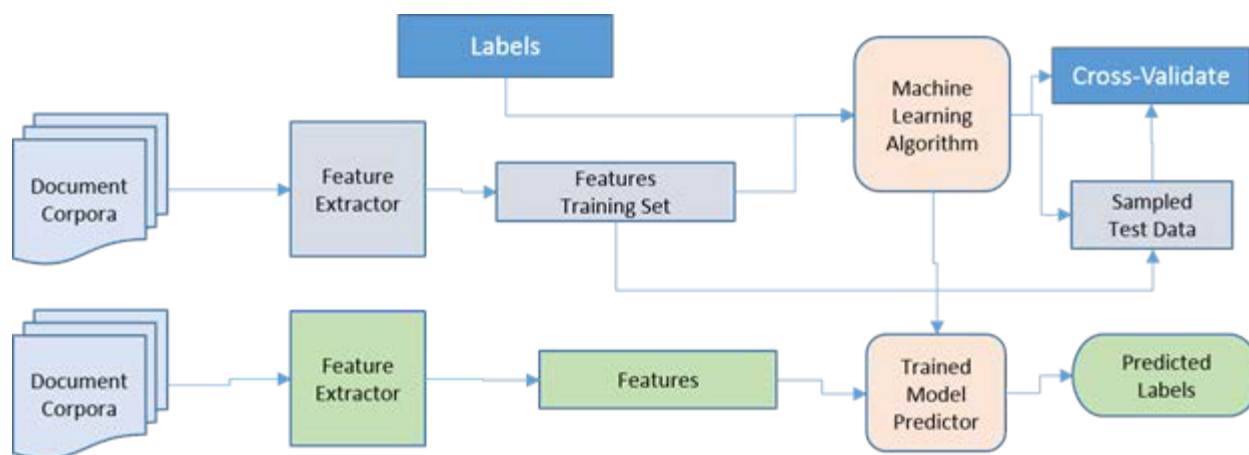 Labels
Machine
Learning
Algorithm
Cross-Validate
Document
Corpora
Feature
Extractor
Features
Training Set
Sampled
Test Data
Document
Corpora
Feature
Extractor
Features
Trained
Model
Predictor
Predicted
Labels